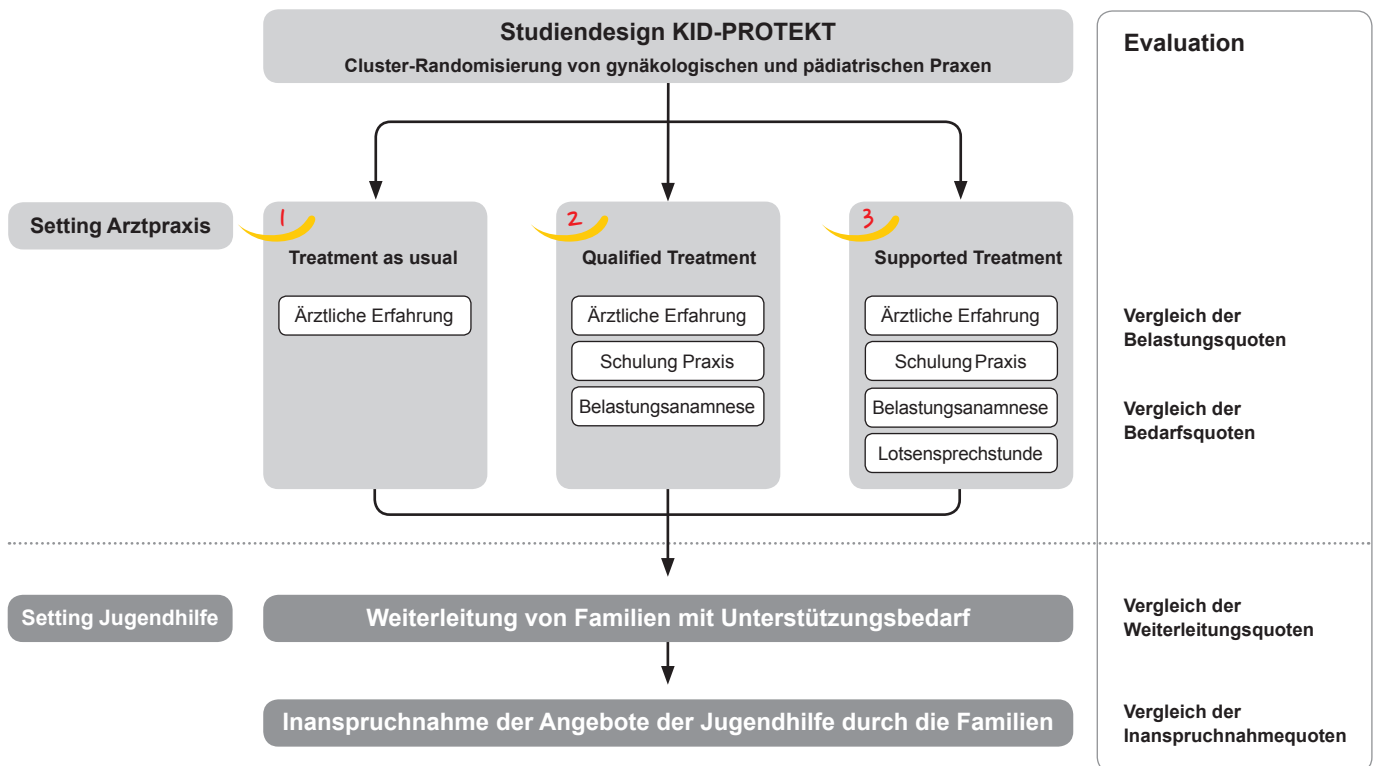 Studiendesign KID-PROTEKT
Cluster-Randomisierung von gynäkologischen und pädiatrischen Praxen
Evaluation
Setting Arztpraxis
1
Treatment as usual
Ärztliche Erfahrung
2
Qualified Treatment
Ärztliche Erfahrung
Schulung Praxis
Belastungsanamnese
3
Supported Treatment
Ärztliche Erfahrung
Schulung Praxis
Belastungsanamnese
Lotsensprechstunde
Vergleich der
Belastungsquoten
Vergleich der
Bedarfsquoten
Setting Jugendhilfe
Weiterleitung von Familien mit Unterstützungsbedarf
Vergleich der
Weiterleitungsquoten
Inanspruchnahme der Angebote der Jugendhilfe durch die Familien
Vergleich der
Inanspruchnahmequoten